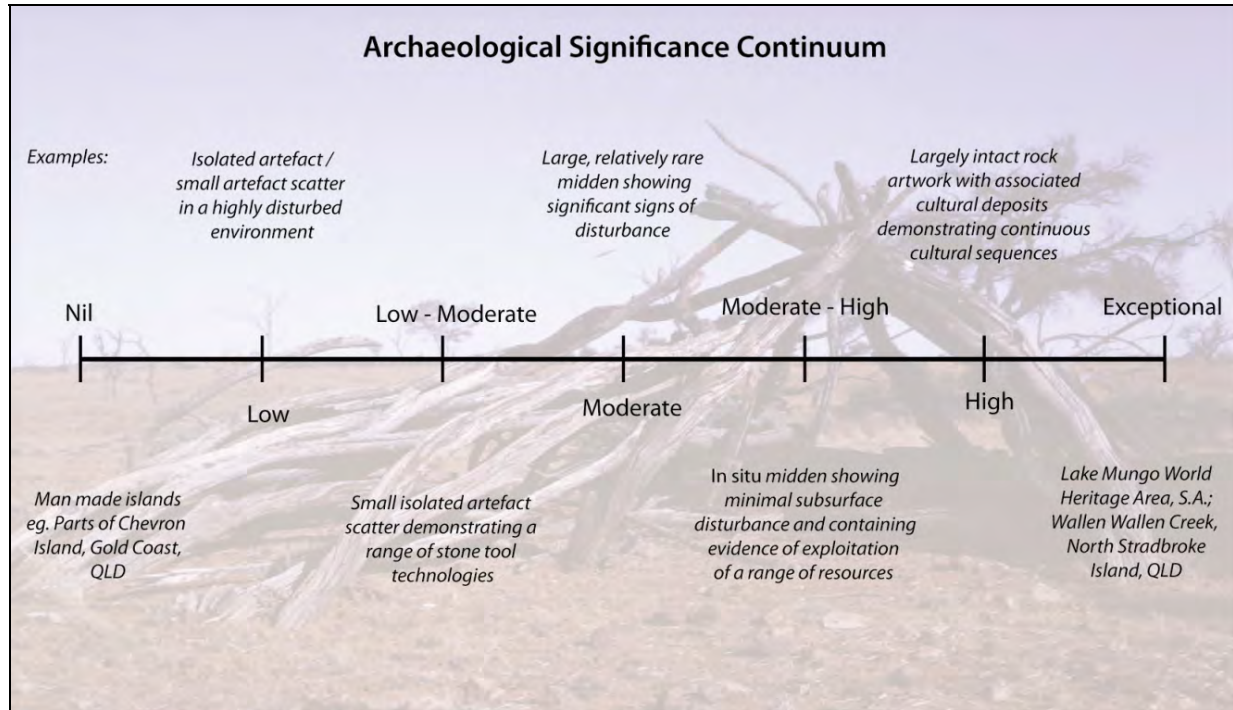 Archaeological Significance Continuum
Examples:
Isolated artefact /
small artefact scatter
in a highly disturbed
environment
Large, relatively rare
midden showing
significant signs of
disturbance
Largely intact rock
artwork with associated
cultural deposits
demonstrating continuous
cultural sequences
Nil
Low - Moderate
Moderate - High
Exceptional
Low
Moderate
High
Man made islands
eg. Parts of Chevron
Island, Gold Coast,
QLD
Small isolated artefact
scatter demonstrating a
range of stone tool
technologies
In situ midden showing
minimal subsurface
disturbance and containing
evidence of exploitation
of a range of resources
Lake Mungo World
Heritage Area, S.A.;
Wallen Wallen Creek,
North Stradbroke
Island, QLD